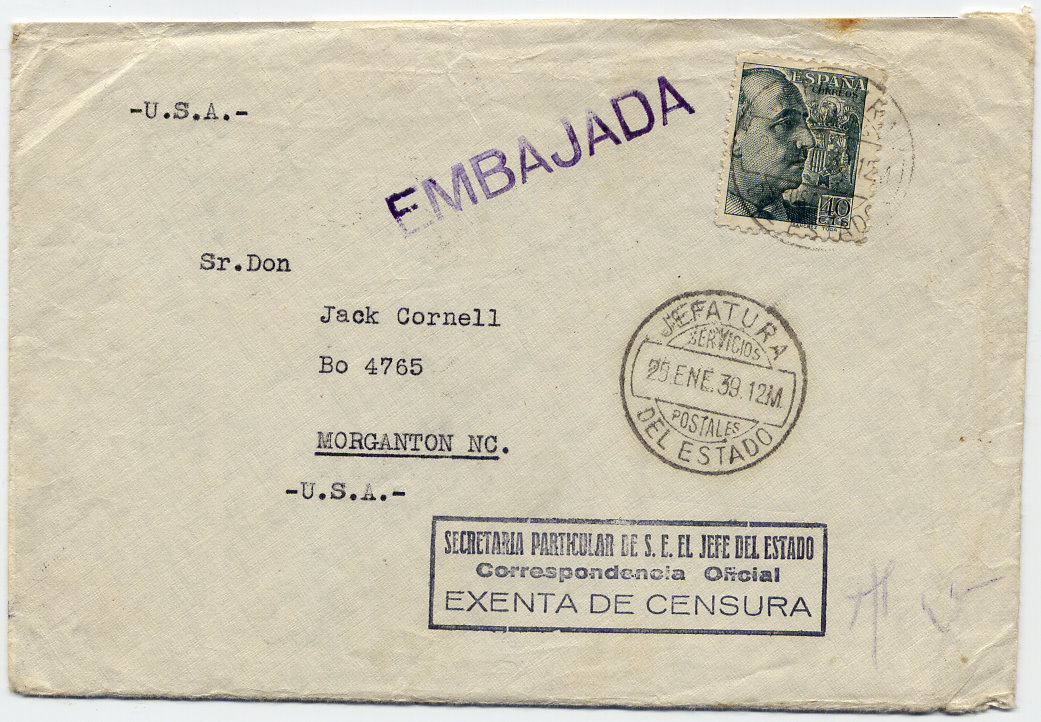 -U.S.A.-
EMBAJADA
ESPAÑA
CORREOS
40
CTS
Sr.Don
Jack Cornell
Bo 4765
MORGANTON NC.
-U.S.A.-
JEFATURA
SERVICIOS
25.ENE.39.12M.
POSTALES
DEL ESTADO
SECRETARIA PARTICULAR DE S. E. EL JEFE DEL ESTADO
Correspondencia Oficial
EXENTA DE CENSURA